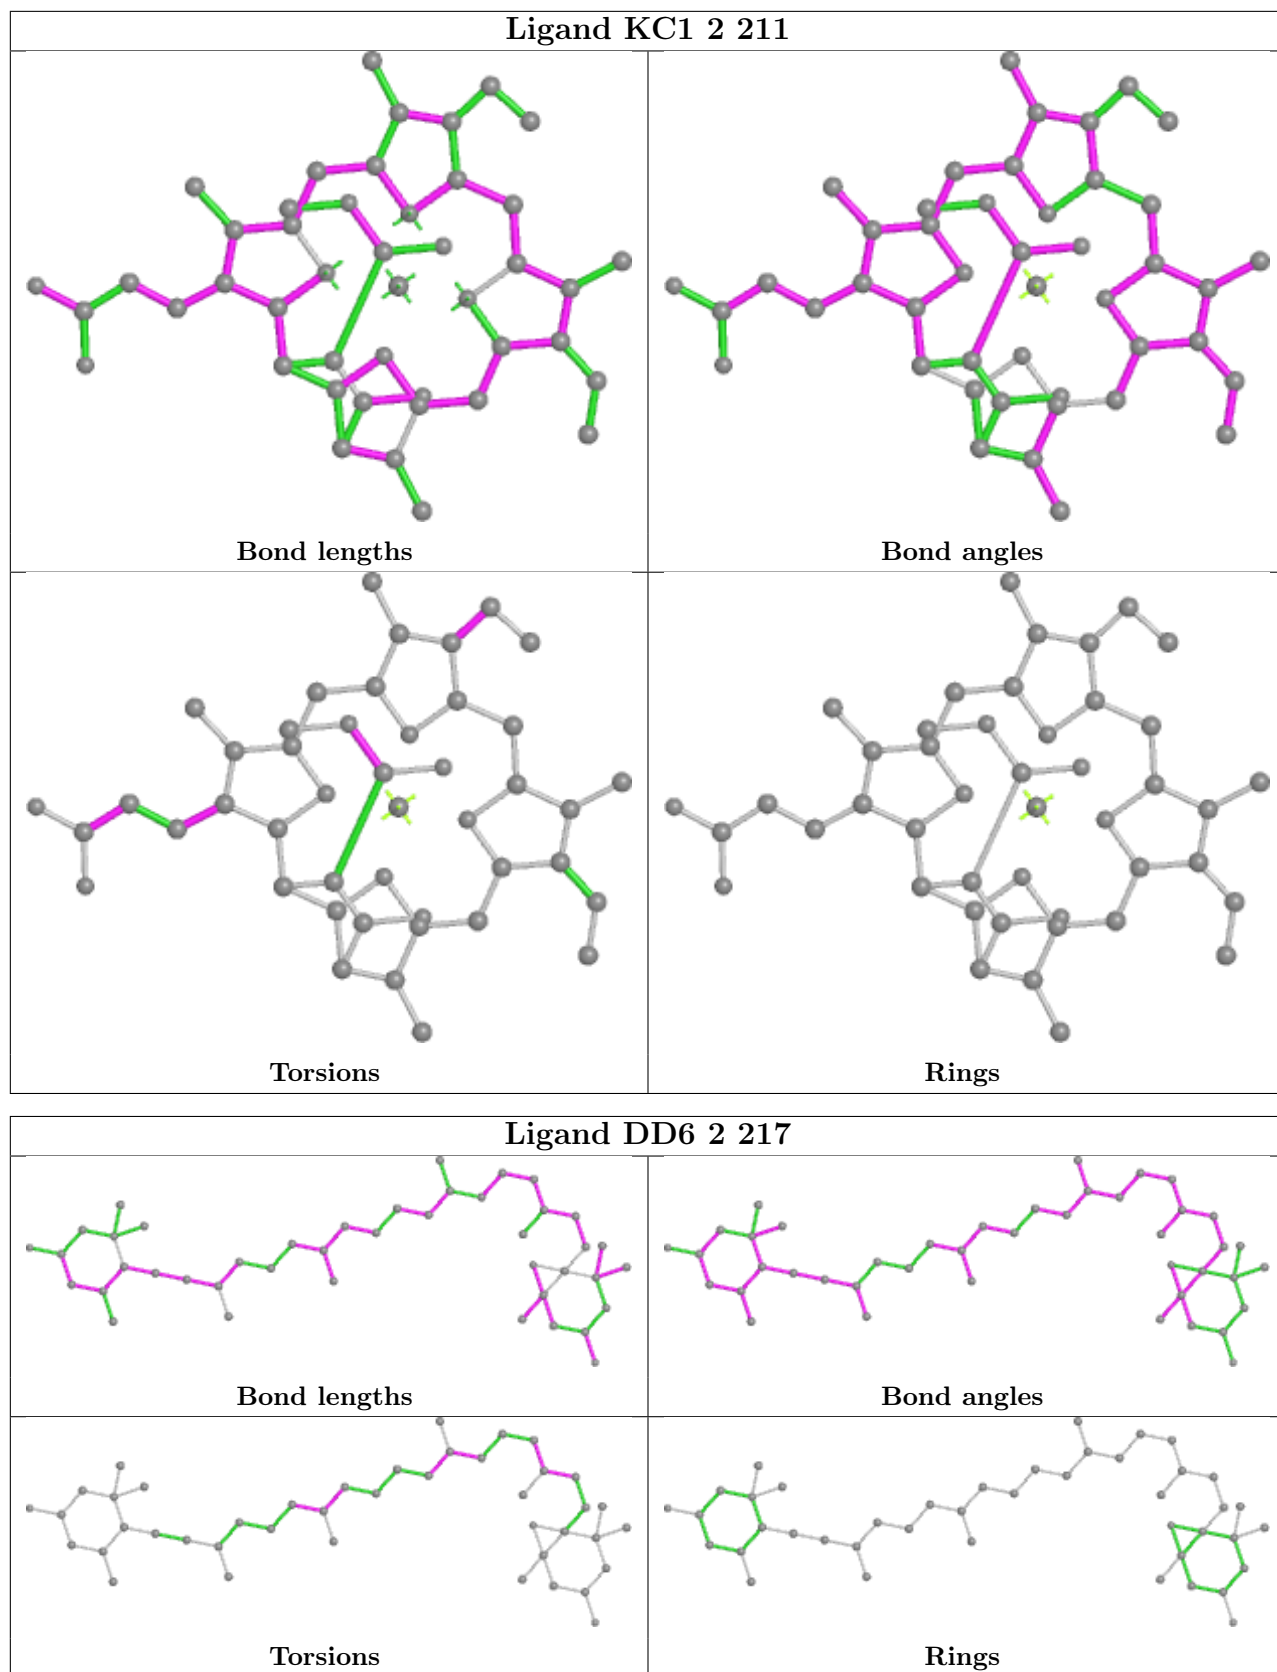 Ligand KC1 2 211
Bond lengths
Bond angles
Torsions
Rings
Ligand DD6 2 217
Bond lengths
Bond angles
Torsions
Rings